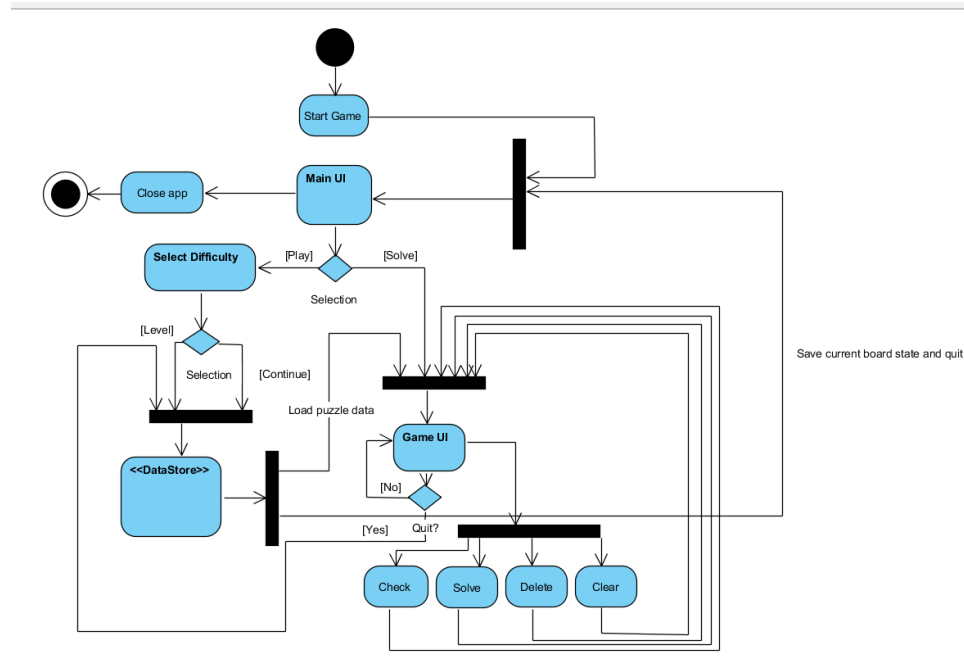 Start Game
Main UI
Close app
Select Difficulty
[Play]
[Solve]
Selection
[Level]
Selection
[Continue]
Save current board state and quit
Load puzzle data
Game UI
<<DataStore>>
[No]
[Yes]
Quit?
Check
Solve
Delete
Clear